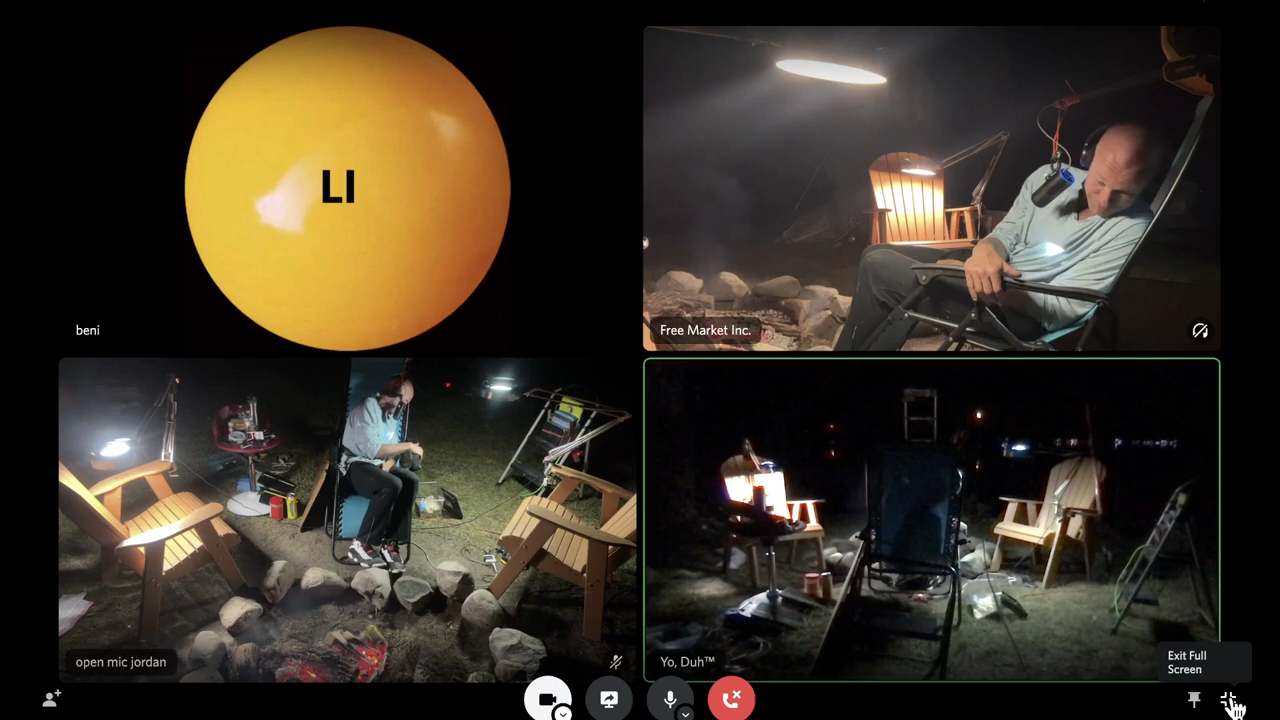 LI
beni
Free Market Inc.
open mic jordan
Yo, Duh™
Exit Full
Screen